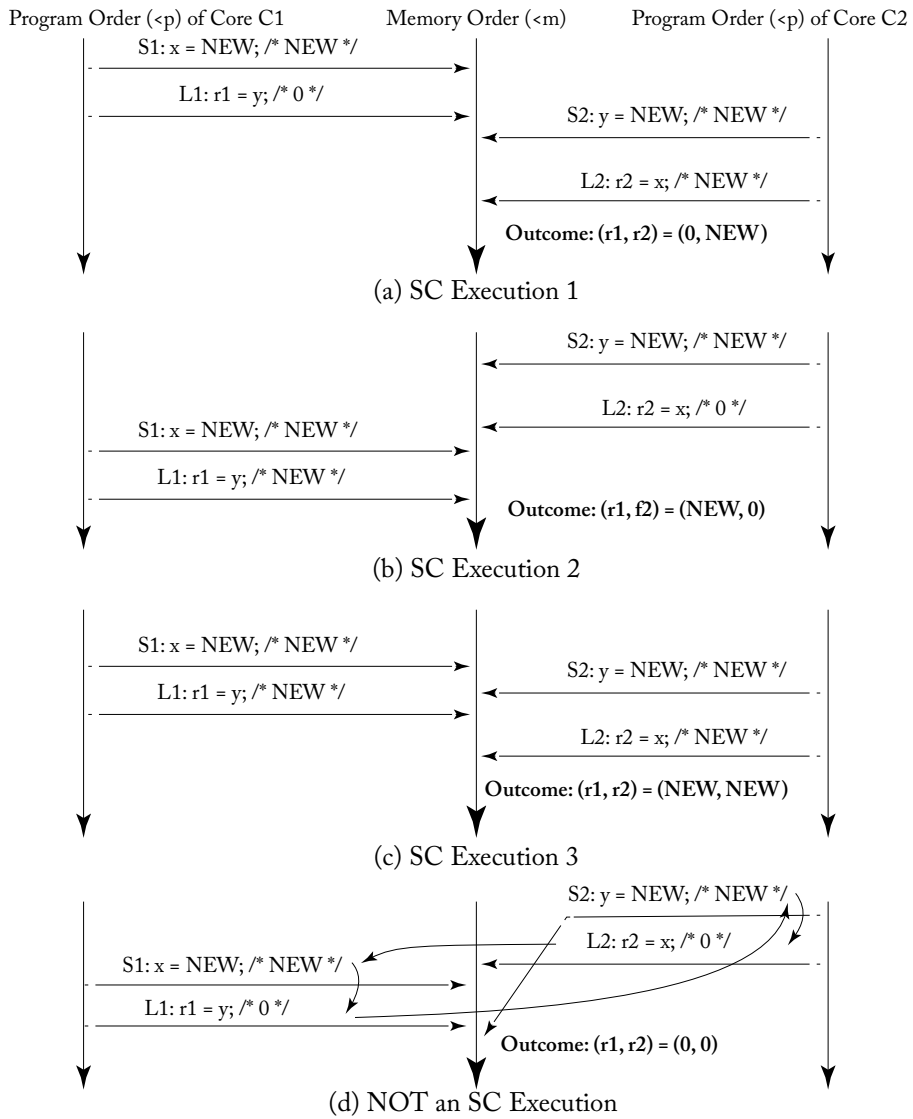 Program Order (<p) of Core C1 Memory Order (<m) Program Order (<p) of Core C2
S1: x = NEW; /* NEW */
L1: r1 = y; /* 0 */
S2: y = NEW; /* NEW */
L2: r2 = x; /* NEW */
Outcome: (r1, r2) = (0, NEW)
(a) SC Execution 1
S2: y = NEW; /* NEW */
L2: r2 = x; /* 0 */
S1: x = NEW; /* NEW */
L1: r1 = y; /* NEW */
Outcome: (r1, f2) = (NEW, 0)
(b) SC Execution 2
S1: x = NEW; /* NEW */
S2: y = NEW; /* NEW */
L1: r1 = y; /* NEW */
L2: r2 = x; /* NEW */
Outcome: (r1, r2) = (NEW, NEW)
(c) SC Execution 3
S2: y = NEW; /* NEW */
L2: r2 = x; /* 0 */
S1: x = NEW; /* NEW */
L1: r1 = y; /* 0 */
Outcome: (r1, r2) = (0, 0)
(d) NOT an SC Execution